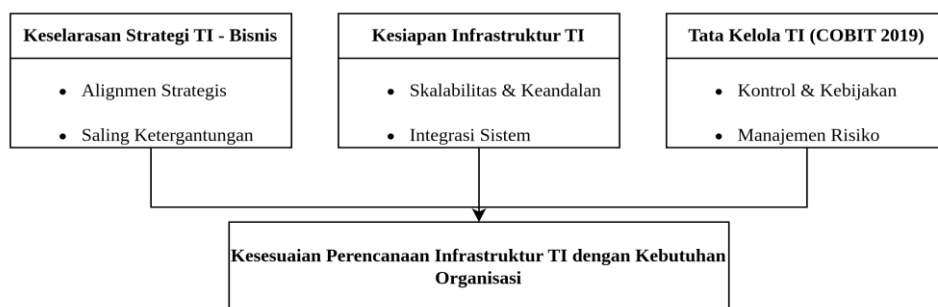 Keselarasan Strategi TI - Bisnis
• Alignmen Strategis
• Saling Ketergantungan
Kesiapan Infrastruktur TI
• Skalabilitas & Keandalan
• Integrasi Sistem
Tata Kelola TI (COBIT 2019)
• Kontrol & Kebijakan
• Manajemen Risiko
Kesesuaian Perencanaan Infrastruktur TI dengan Kebutuhan
Organisasi